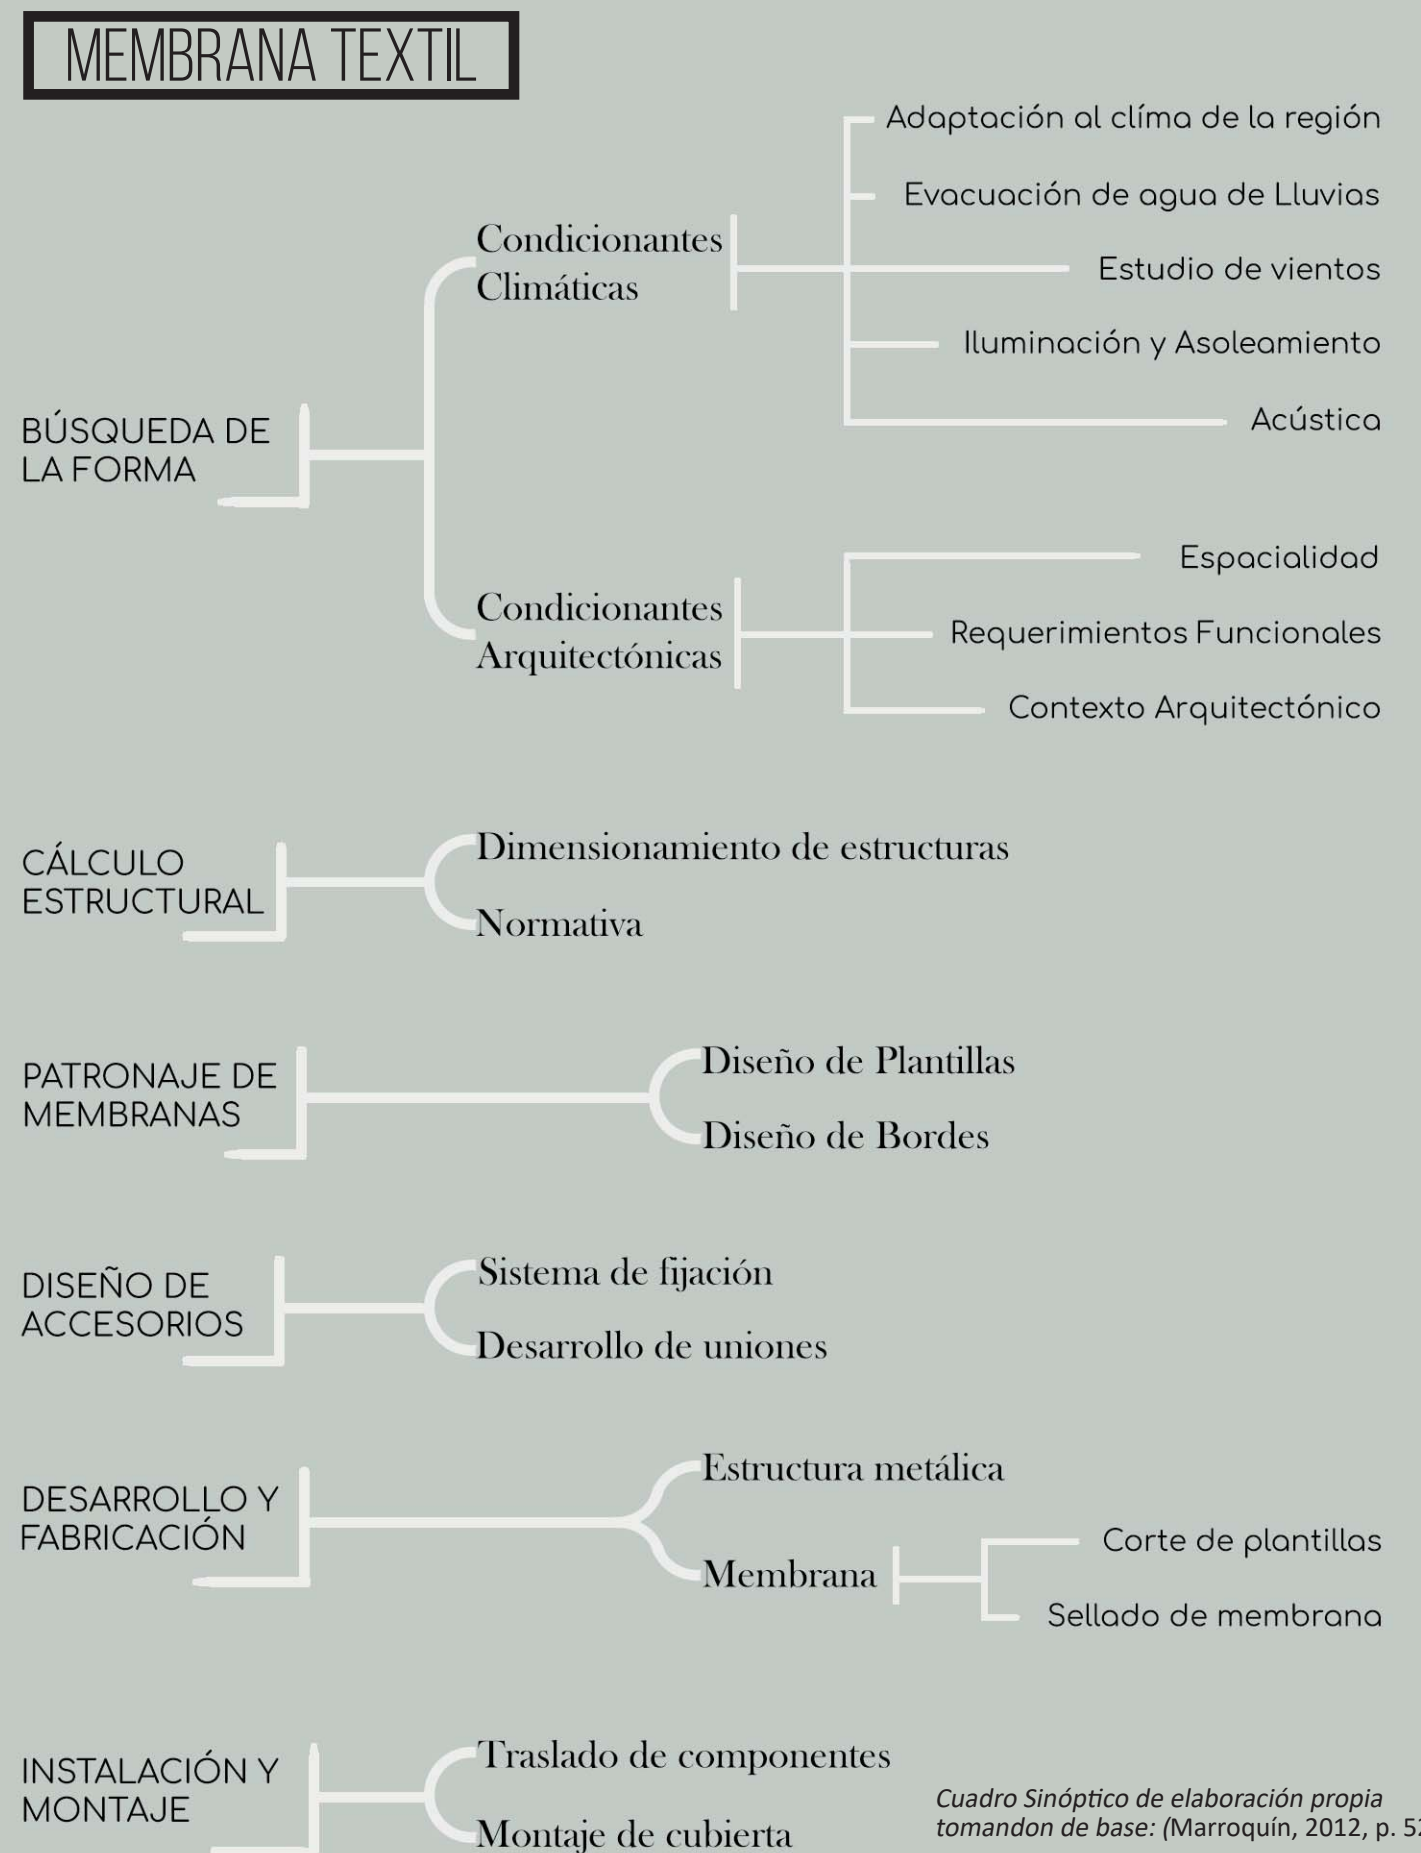 MEMBRANA TEXTIL
BÚSQUEDA DE
LA FORMA
Condicionantes
Climáticas
Adaptación al clíma de la región
Evacuación de agua de Lluvias
Estudio de vientos
Iluminación y Asoleamiento
Acústica
Condicionantes
Arquitectónicas
Espacialidad
Requerimientos Funcionales
Contexto Arquitectónico
CÁLCULO
ESTRUCTURAL
Dimensionamiento de estructuras
Normativa
PATRONAJE DE
MEMBRANAS
Diseño de Plantillas
Diseño de Bordes
DISEÑO DE
ACCESORIOS
Sistema de fijación
Desarrollo de uniones
DESARROLLO Y
FABRICACIÓN
Estructura metálica
Membrana
Corte de plantillas
Sellado de membrana
INSTALACIÓN Y
MONTAJE
Traslado de componentes
Montaje de cubierta
Cuadro Sinóptico de elaboración propia
tomandon de base: (Marroquín, 2012, p. 52